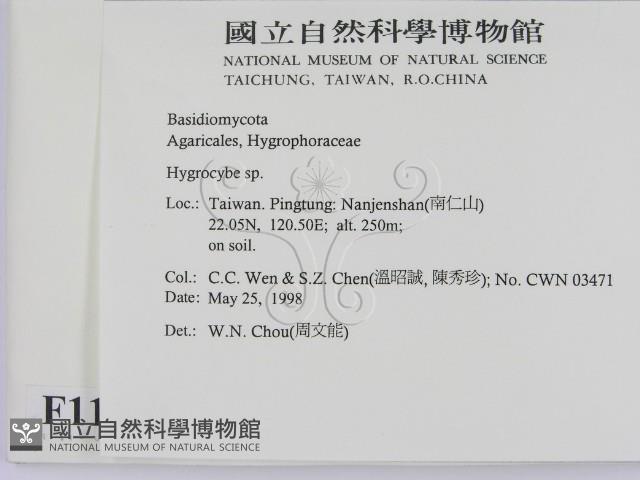 國立自然科學博物館
NATIONAL MUSEUM OF NATURAL SCIENCE
TAICHUNG, TAIWAN, R.O.CHINA
Basidiomycota
Agaricales, Hygrophoraceae
Hygrocybe sp.
Loc.: Taiwan. Pingtung: Nanjenshan(南仁山)
22.05N, 120.50E; alt. 250m;
on soil.
Col.: C.C. Wen & S.Z. Chen(溫昭誠, 陳秀珍); No. CWN 03471
Date: May 25, 1998
Det.: W.N. Chou(周文能)
F11
國立自然科學博物館
NATIONAL MUSEUM OF NATURAL SCIENCE